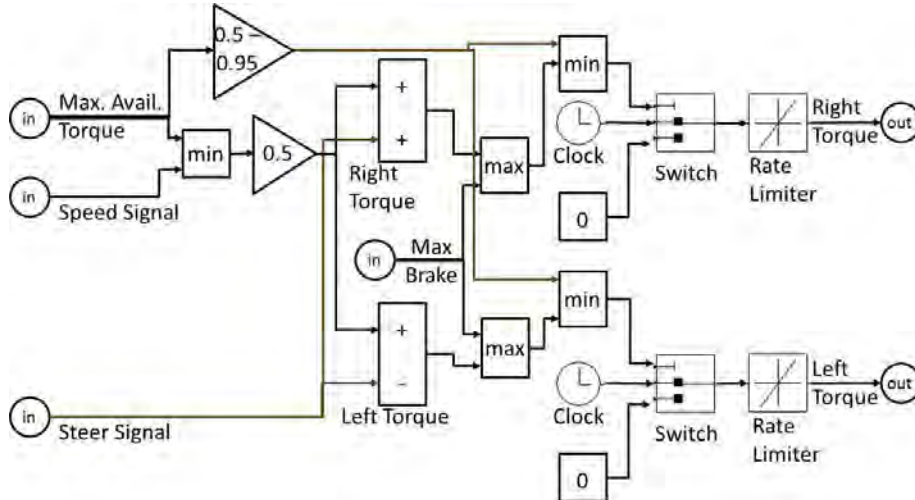 0.5 –
0.95
+
min
in
Max. Avail.
Torque
min
0.5
+
Clock
Switch
Rate
Limiter
Right
Torque
out
max
Right
Torque
in
Speed Signal
0
in
Max
Brake
min
+
max
Left
Torque
out
–
Clock
Switch
Rate
Limiter
in
Steer Signal
Left Torque
0